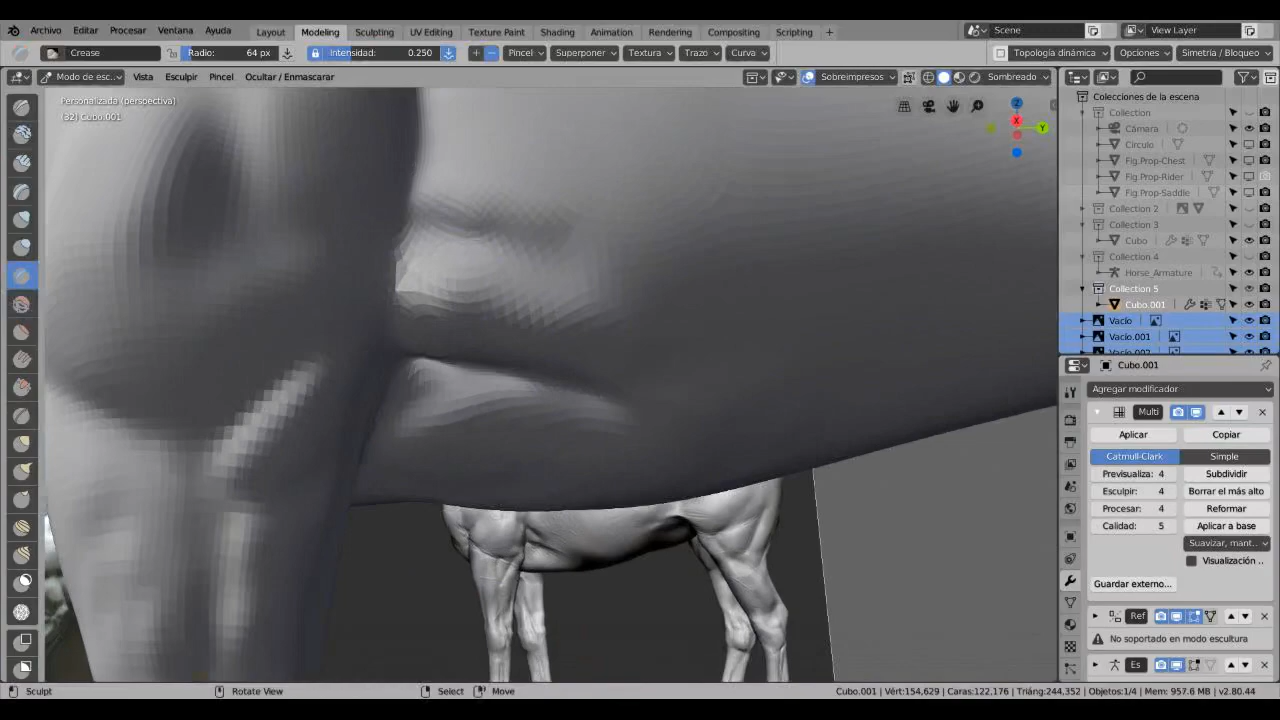 Archivo Editar Procesar Ventana Ayuda Layout Modeling Sculpting UV Editing Texture Paint Shading Animation Rendering Compositing Scripting + Scene View Layer
Crease Radio: 64 px Intensidad: 0.250 Pincel Superponer Textura Trazo Curva Topología dinámica Opciones Simetría / Bloqueo
Modo de esc.. Vista Esculpir Pincel Ocultar / Enmascarar Sobreimpresos Sombreado
Personalizada (perspectiva)
(32) Cubo.001
Z
X
Y
Colecciones de la escena
Collection
Cámara
Círculo
Fig.Prop-Chest
Fig.Prop-Rider
Fig.Prop-Saddle
Collection 2
Collection 3
Cubo
Collection 4
Horse_Armature
Collection 5
Cubo.001
Vacío
Vacío.001
Vacío.002
Cubo.001
Agregar modificador
Multi
Aplicar Copiar
Catmull-Clark Simple
Previsualiza: 4 Subdividir
Esculpir: 4 Borrar el más alto
Procesar: 4 Reformar
Calidad: 5 Aplicar a base
Suavizar, mant..
Visualización ..
Guardar externo...
Ref
No soportado en modo escultura
Es
Sculpt Rotate View Select Move Cubo.001 | Vért:154,629 | Caras:122,176 | Triáng:244,352 | Objetos:1/4 | Mem: 957.6 MB | v2.80.44